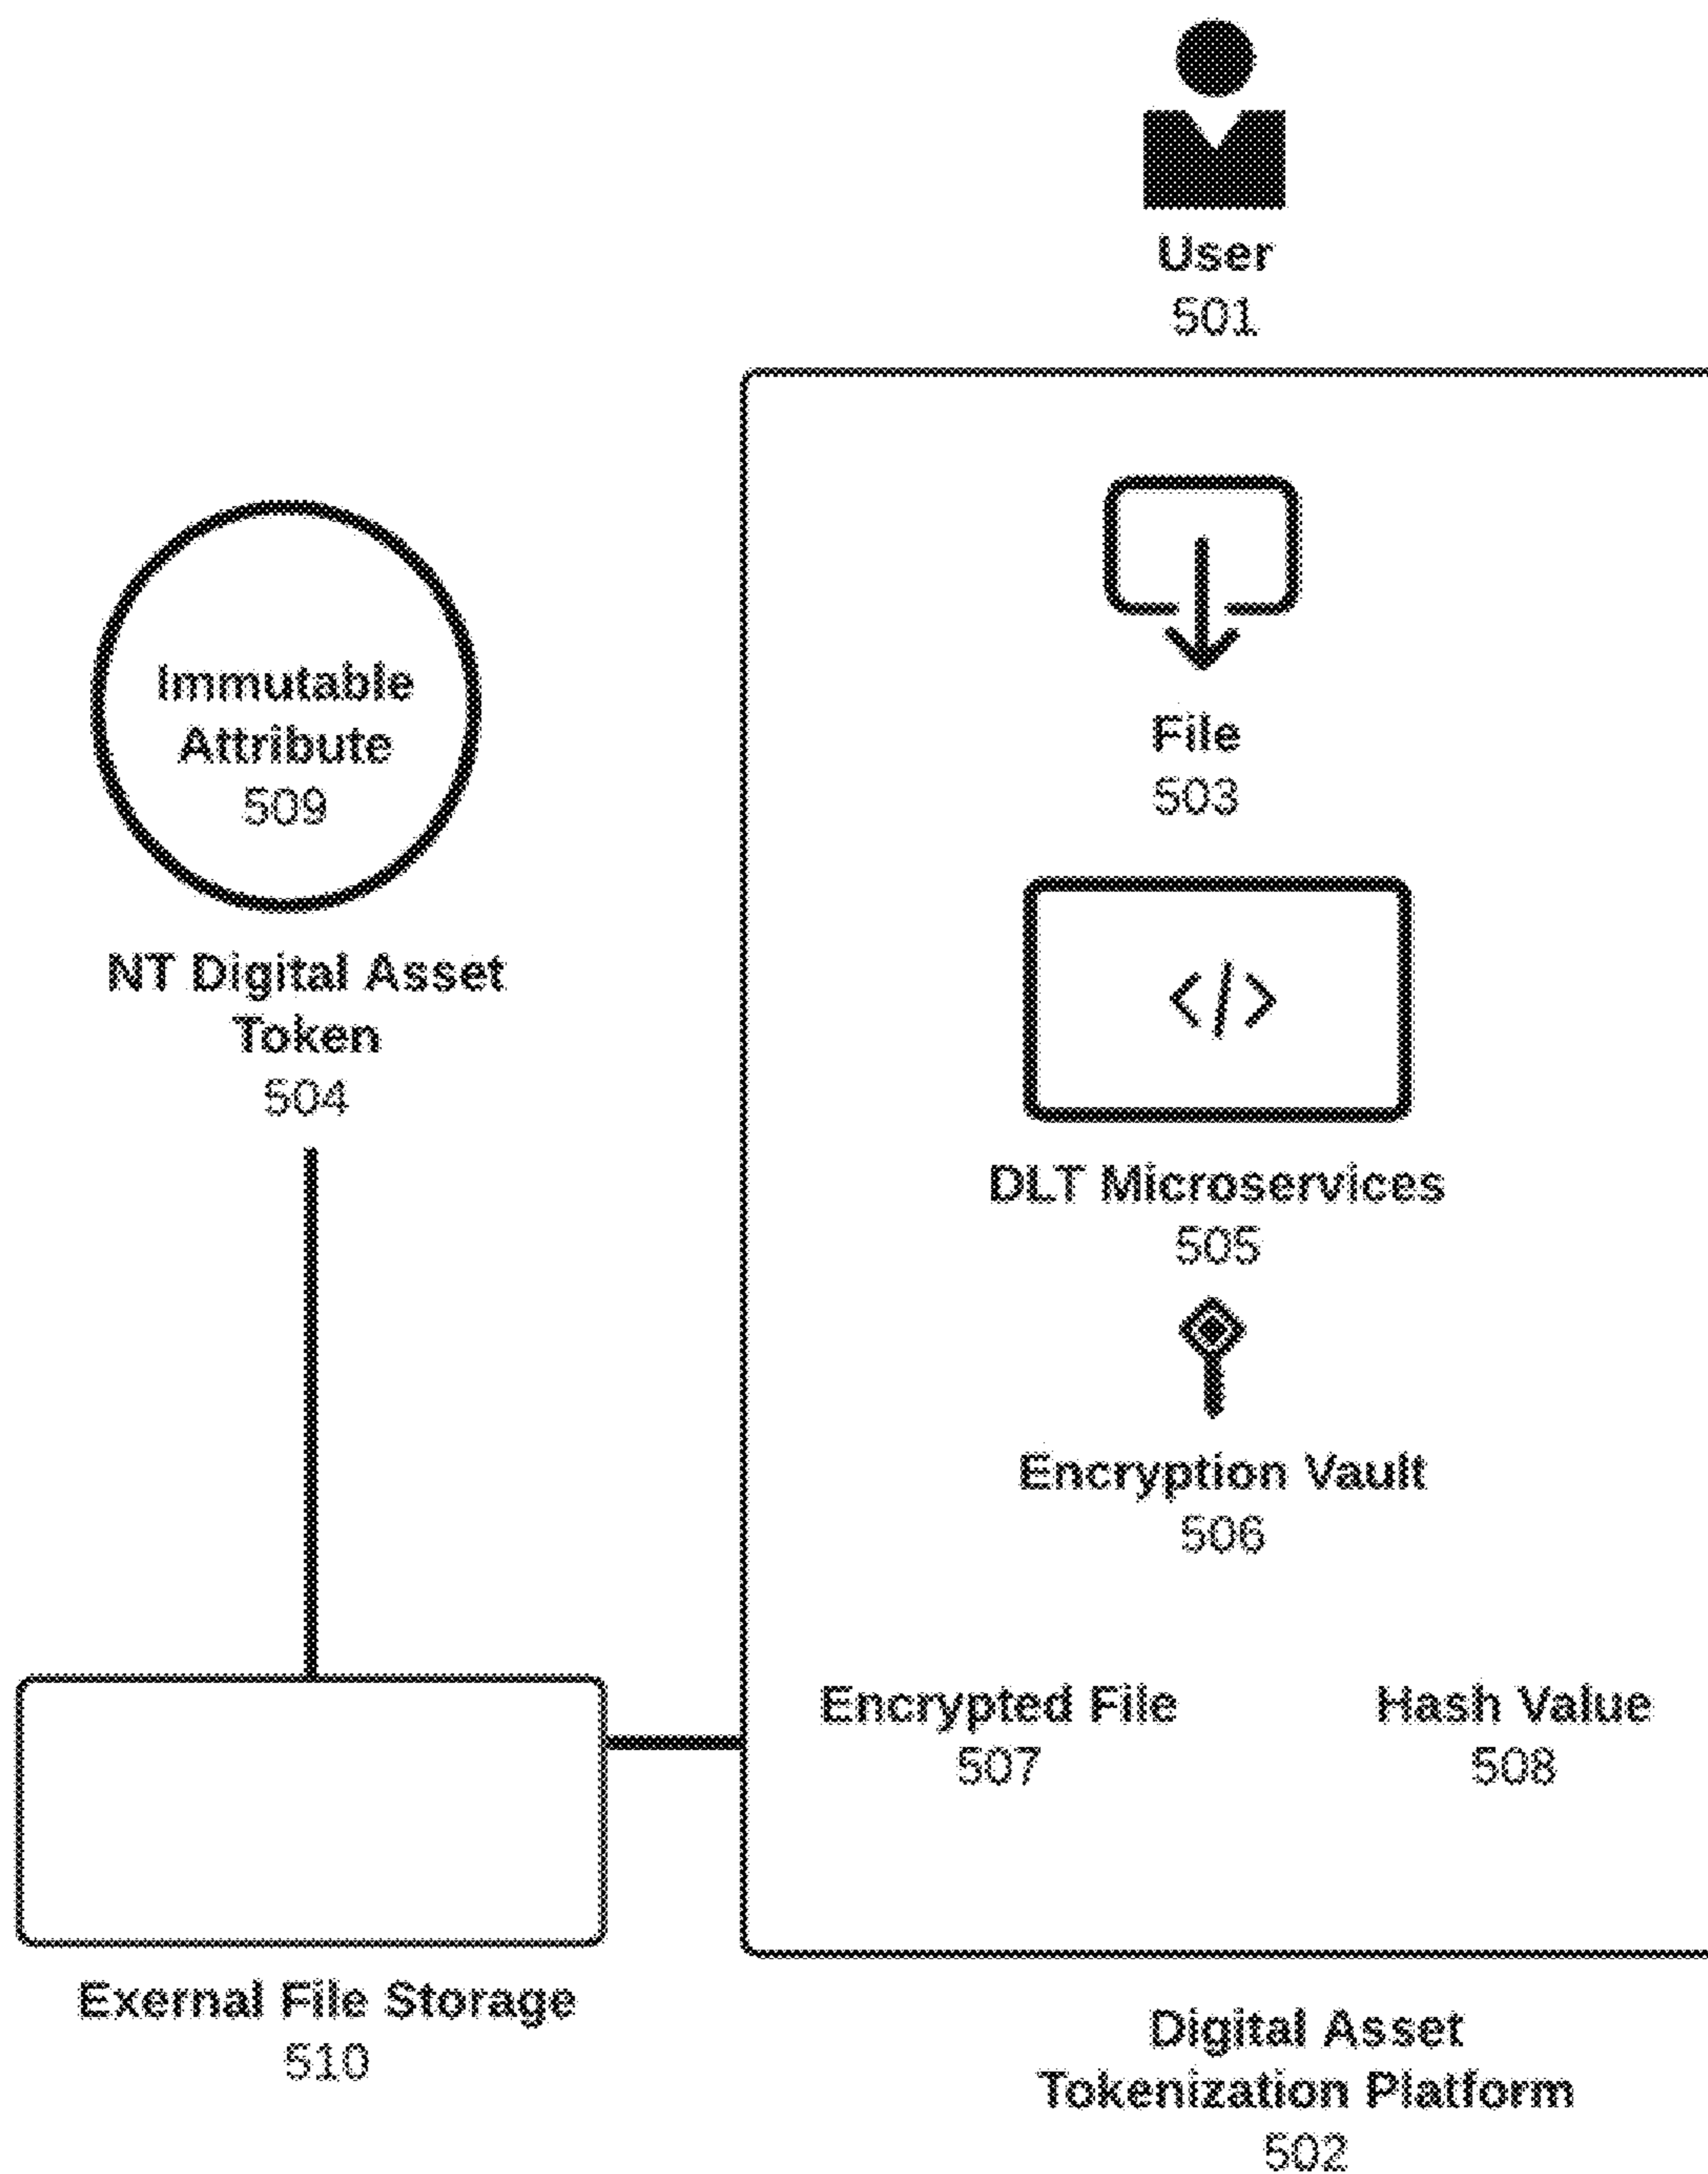 User
501
Immutable
Attribute
509
NT Digital Asset
Token
504
File
503
</>
DLT Microservices
505
Encryption Vault
506
Encrypted File
507
Hash Value
508
Exernal File Storage
510
Digital Asset
Tokenization Platform
502